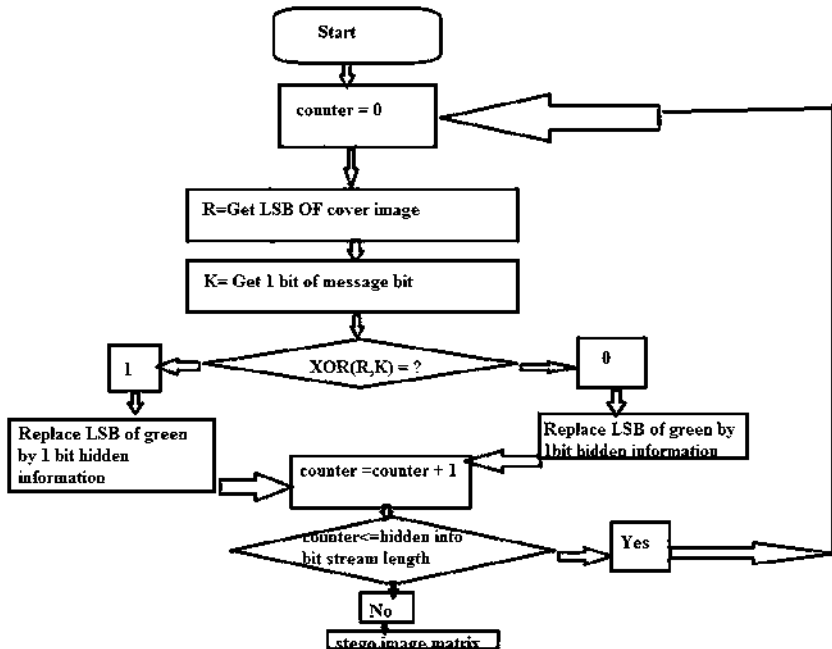 Start
counter = 0
R=Get LSB OF cover image
K= Get 1 bit of message bit
XOR(R,K) = ?
1
0
Replace LSB of green
by 1 bit hidden
information
Replace LSB of green by
1bit hidden information
counter =counter + 1
counter<=hidden info
bit stream length
Yes
No
stego.image.matrix